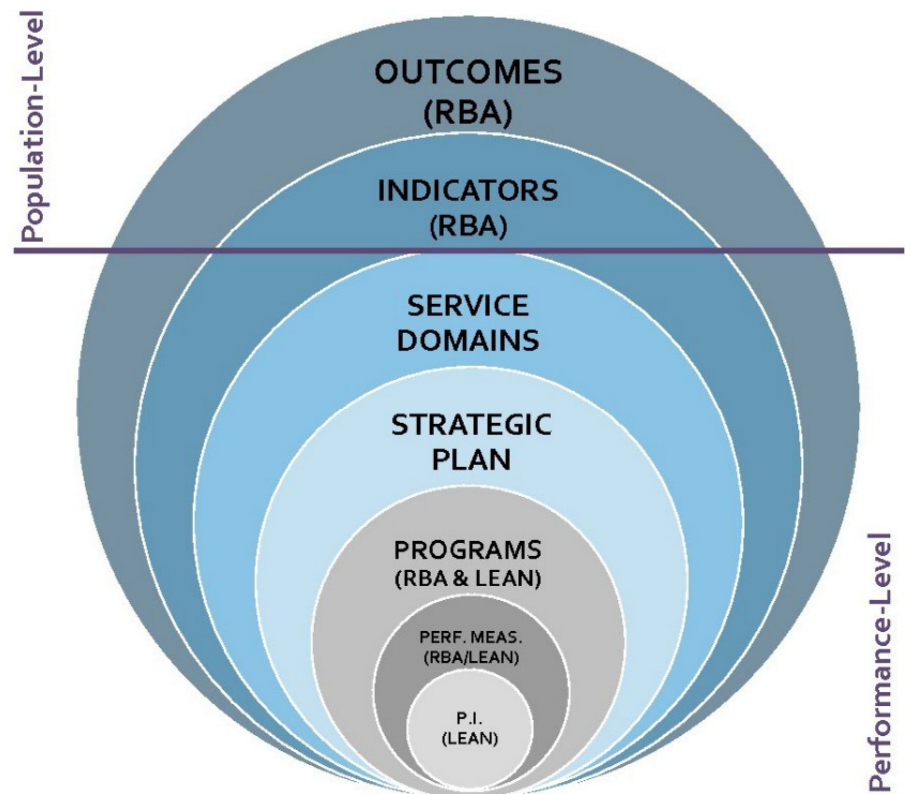 Population-Level
OUTCOMES
(RBA)
INDICATORS
(RBA)
SERVICE
DOMAINS
STRATEGIC
PLAN
PROGRAMS
(RBA & LEAN)
PERF. MEAS.
(RBA/LEAN)
P.I.
(LEAN)
Performance-Level